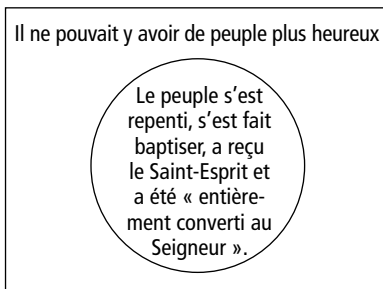 Il ne pouvait y avoir de peuple plus heureux
Le peuple s’est
repenti, s’est fait
baptiser, a reçu
le Saint-Esprit et
a été « entière-
ment converti au
Seigneur ».